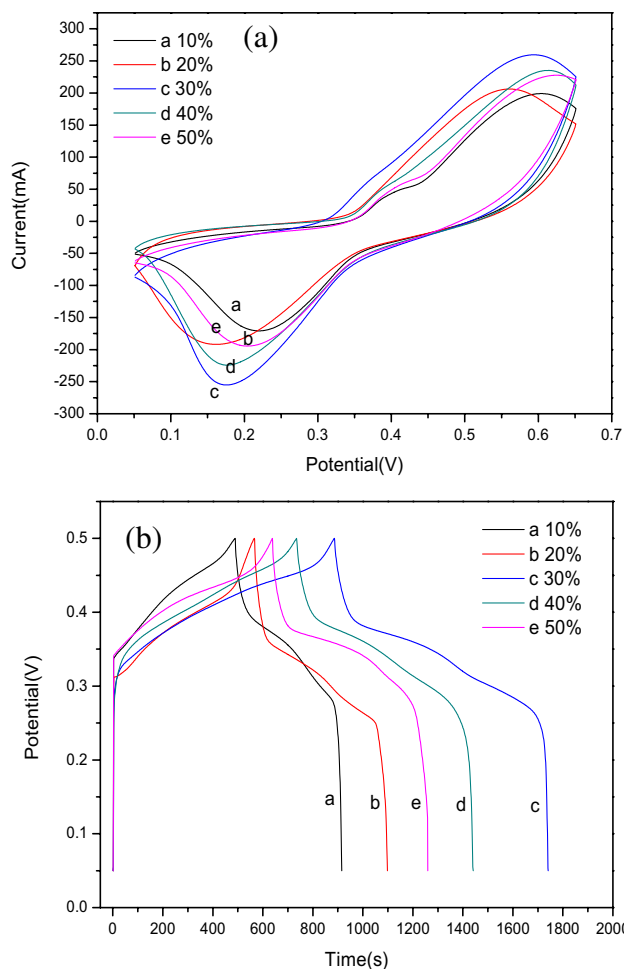 (a)
a 10%
b 20%
c 30%
d 40%
e 50%
Current(mA)
300
250
200
150
100
50
0
-50
-100
-150
-200
-250
-300
a
e
b
d
c
0.0 0.1 0.2 0.3 0.4 0.5 0.6 0.7
Potential(V)
(b)
a 10%
b 20%
c 30%
d 40%
e 50%
Potential(V)
0.5
0.4
0.3
0.2
0.1
0.0
a b e d c
0 200 400 600 800 1000 1200 1400 1600 1800 2000
Time(s)